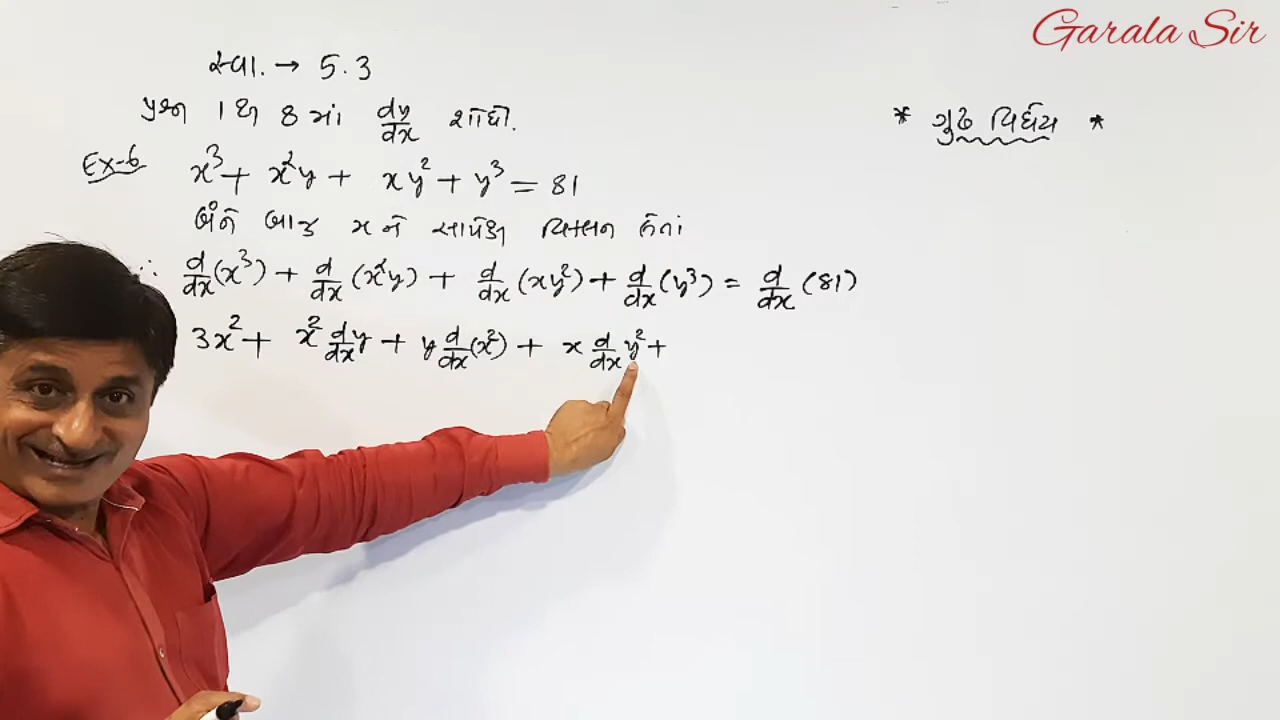 Garala Sir
સ્વા. → 5.3
પ્રશ્ન 1 થી 8 માં dy/dx શોધો.
* ગૂઢ વિધેય *
Ex-6 x³ + x²y + xy² + y³ = 81
બંને બાજુ x ને સાપેક્ષ વિકલન લેતાં
∴ d/dx(x³) + d/dx(x²y) + d/dx(xy²) + d/dx(y³) = d/dx(81)
3x² + x² d/dx y + y d/dx(x²) + x d/dx y² +